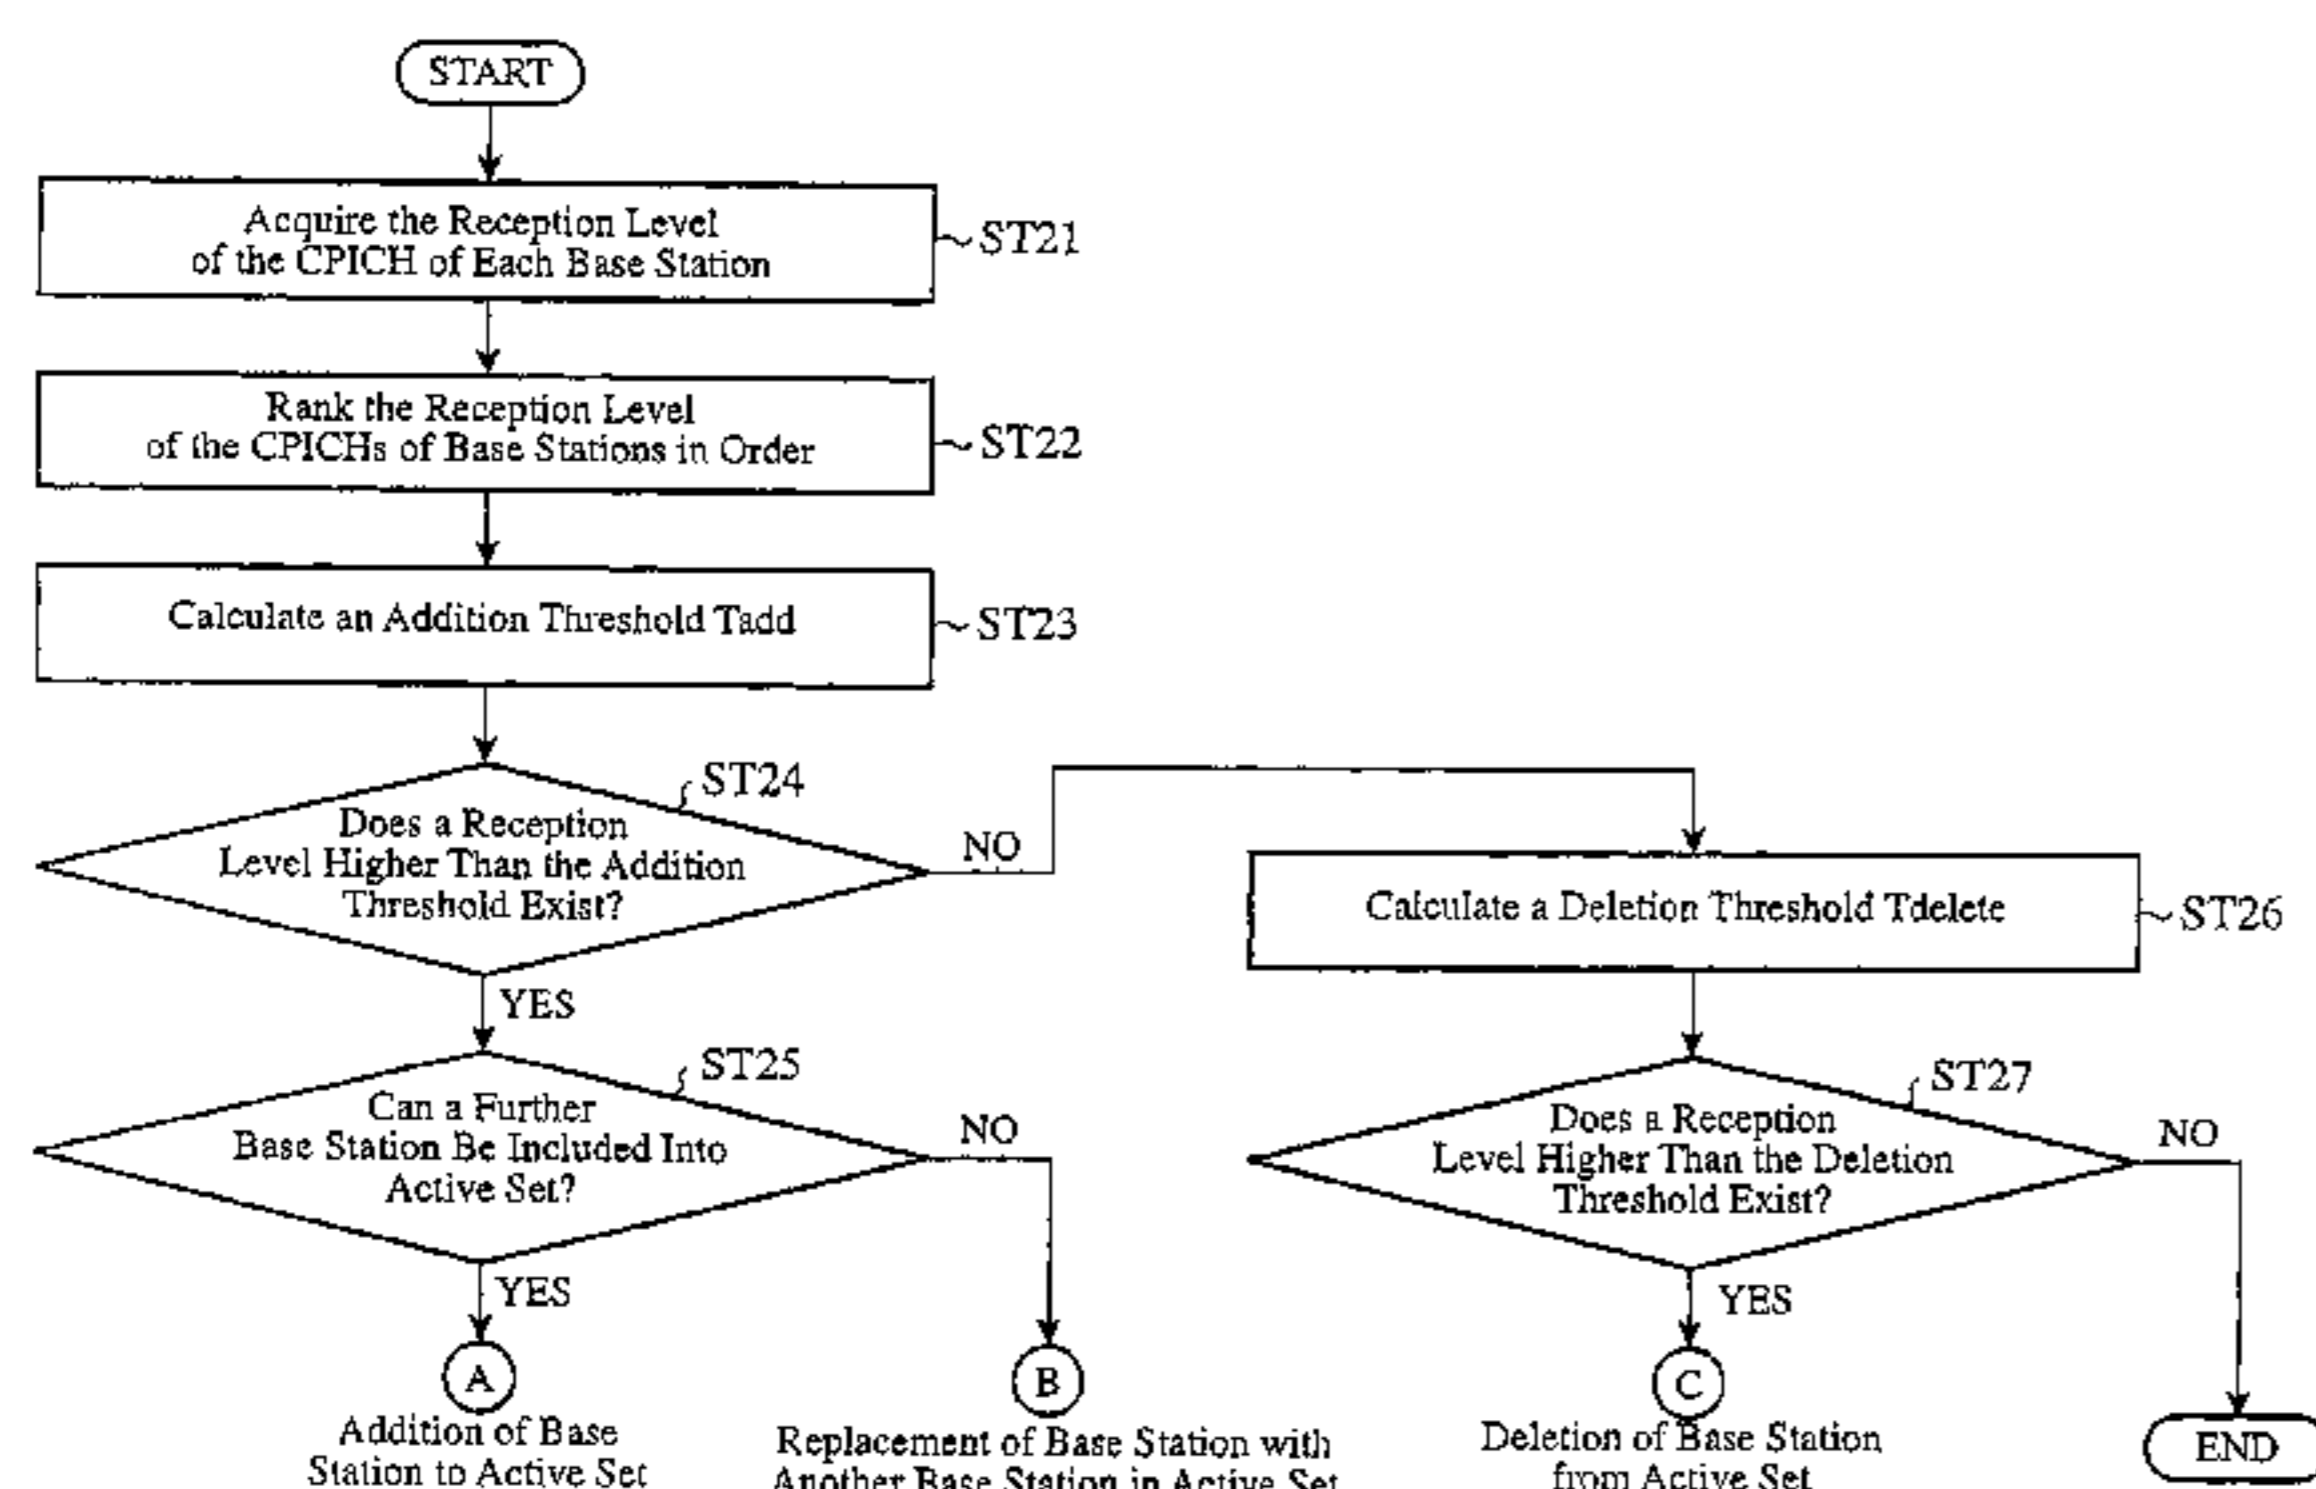 START
Acquire the Reception Level
of the CPICH of Each Base Station
ST21
Rank the Reception Level
of the CPICHs of Base Stations in Order
ST22
Calculate an Addition Threshold Tadd
ST23
ST24
Does a Reception
Level Higher Than the Addition
Threshold Exist?
NO
YES
Calculate a Deletion Threshold Tdelete
ST26
ST25
Can a Further
Base Station Be Included Into
Active Set?
NO
YES
ST27
Does a Reception
Level Higher Than the Deletion
Threshold Exist?
NO
YES
A
Addition of Base
Station to Active Set
B
Replacement of Base Station with
Another Base Station in Active Set
C
Deletion of Base Station
from Active Set
END